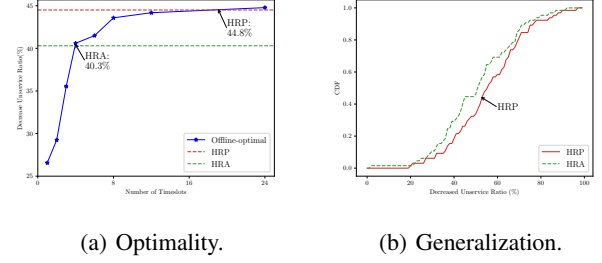 45
40
35
30
25
Decrease Unservice Ratio(%)
HRP:
44.8%
HRA:
40.3%
Offline-optimal
HRP
HRA
0
8
16
24
Number of Timeslots
1.0
0.8
0.6
0.4
0.2
0.0
CDF
HRP
HRP
HRA
0
20
40
60
80
100
Decreased Unservice Ratio (%)
(a) Optimality.
(b) Generalization.